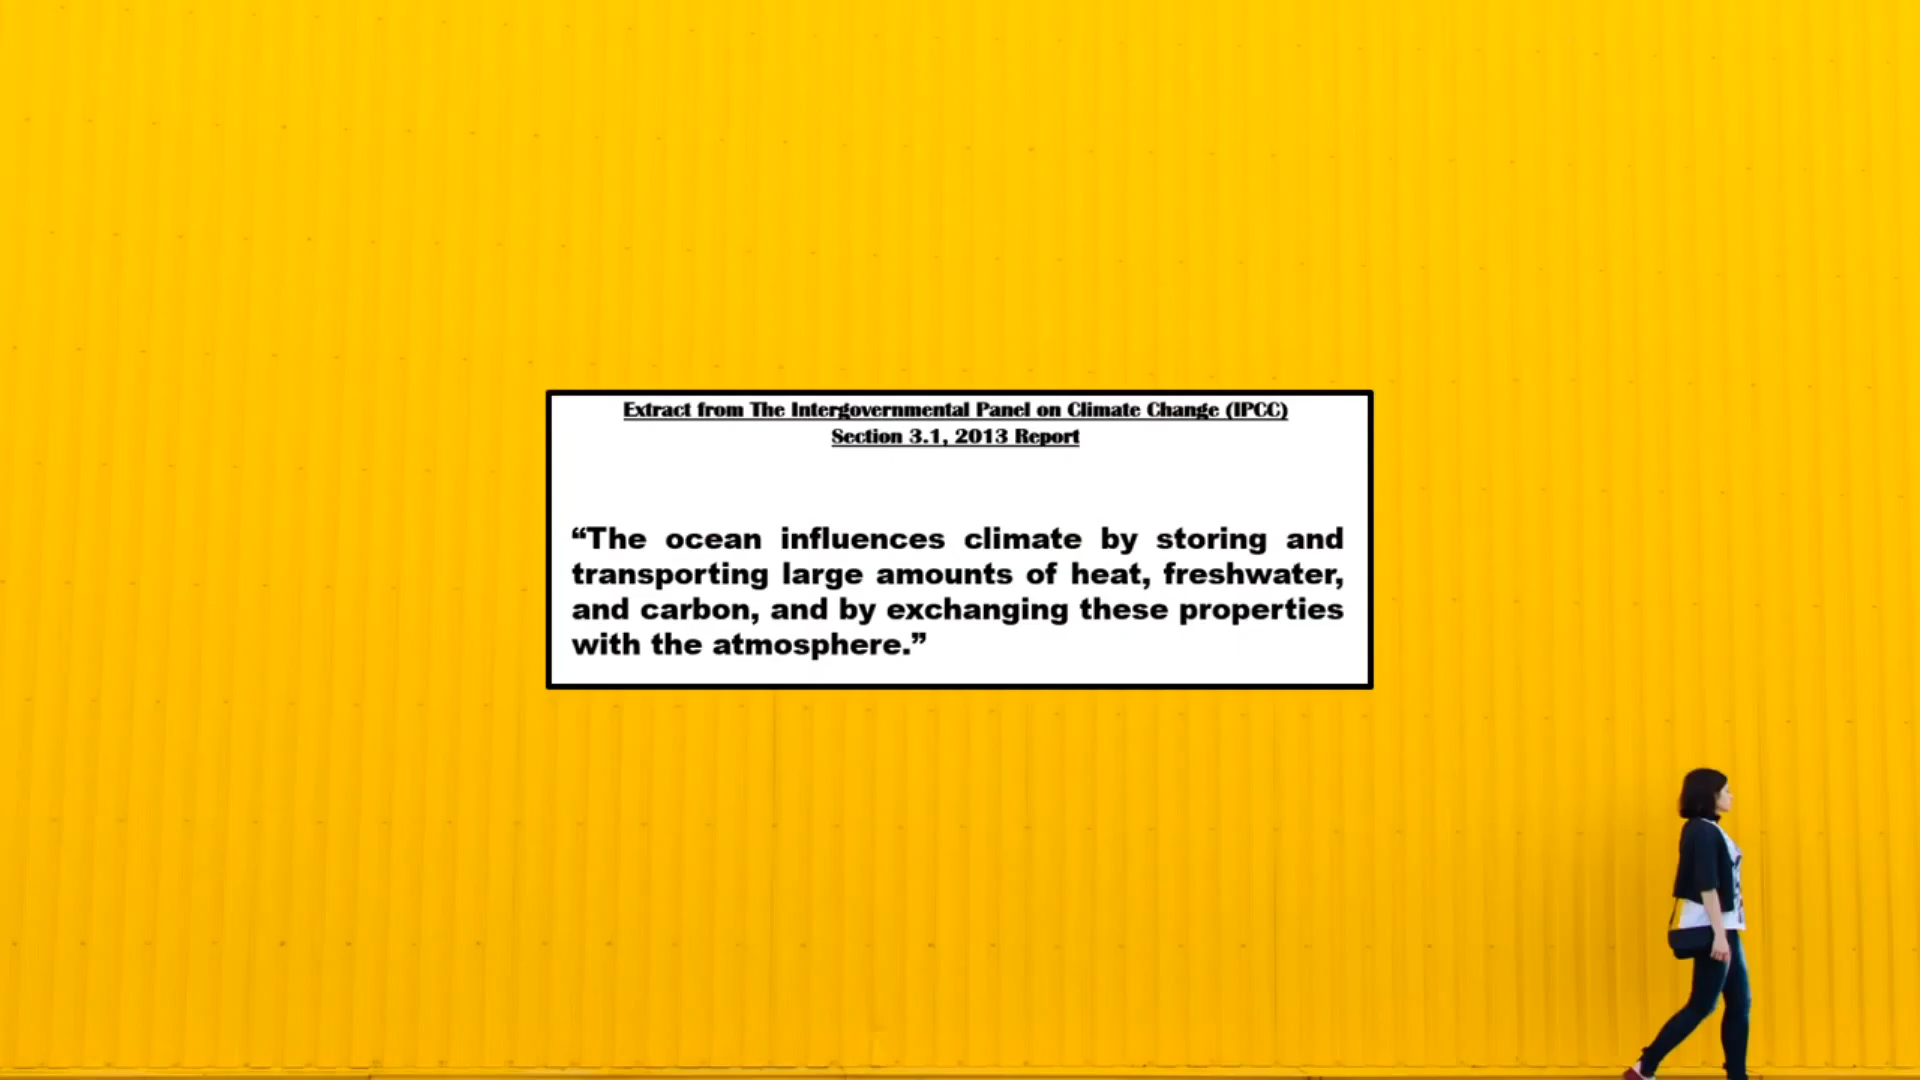 Extract from The Intergovernmental Panel on Climate Change (IPCC)
Section 3.1, 2013 Report
“The ocean influences climate by storing and
transporting large amounts of heat, freshwater,
and carbon, and by exchanging these properties
with the atmosphere.”